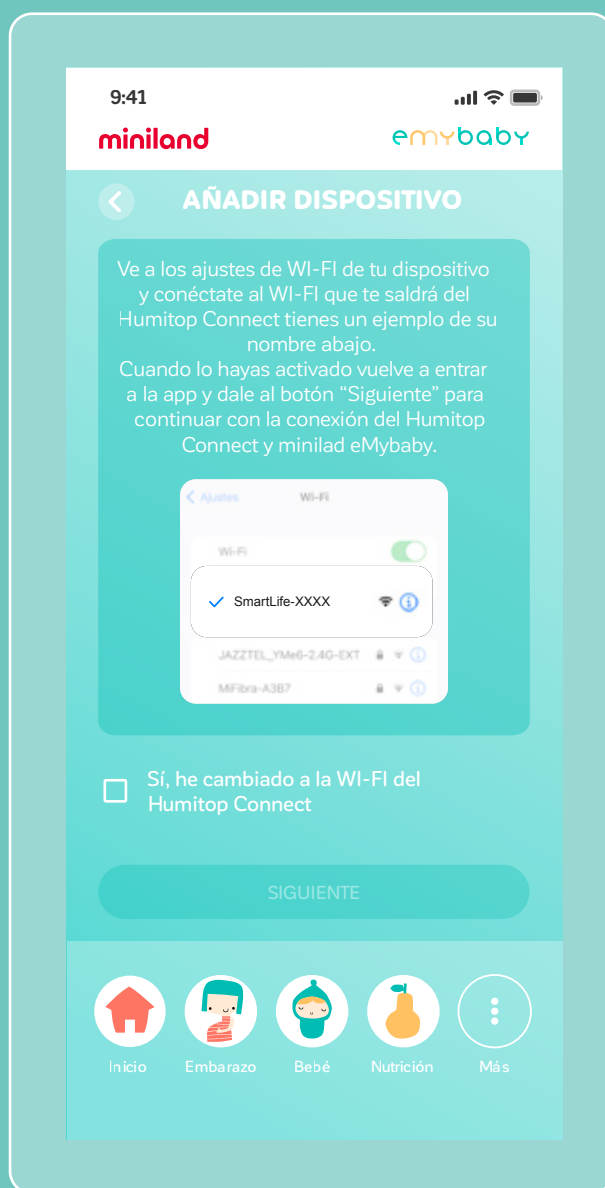 9:41
miniland
emybaby
AÑADIR DISPOSITIVO
Ve a los ajustes de WI-FI de tu dispositivo
y conéctate al WI-FI que te saldrá del
Humitop Connect tienes un ejemplo de su
nombre abajo.
Cuando lo hayas activado vuelve a entrar
a la app y dale al botón “Siguiente” para
continuar con la conexión del Humitop
Connect y minilad eMybaby.
Ajustes
Wi-Fi
Wi-Fi
SmartLife-XXXX
JAZZTEL_YMe6-2.4G-EXT
MiFibra-A3B7
Sí, he cambiado a la WI-FI del
Humitop Connect
SIGUIENTE
Inicio
Embarazo
Bebé
Nutrición
Más